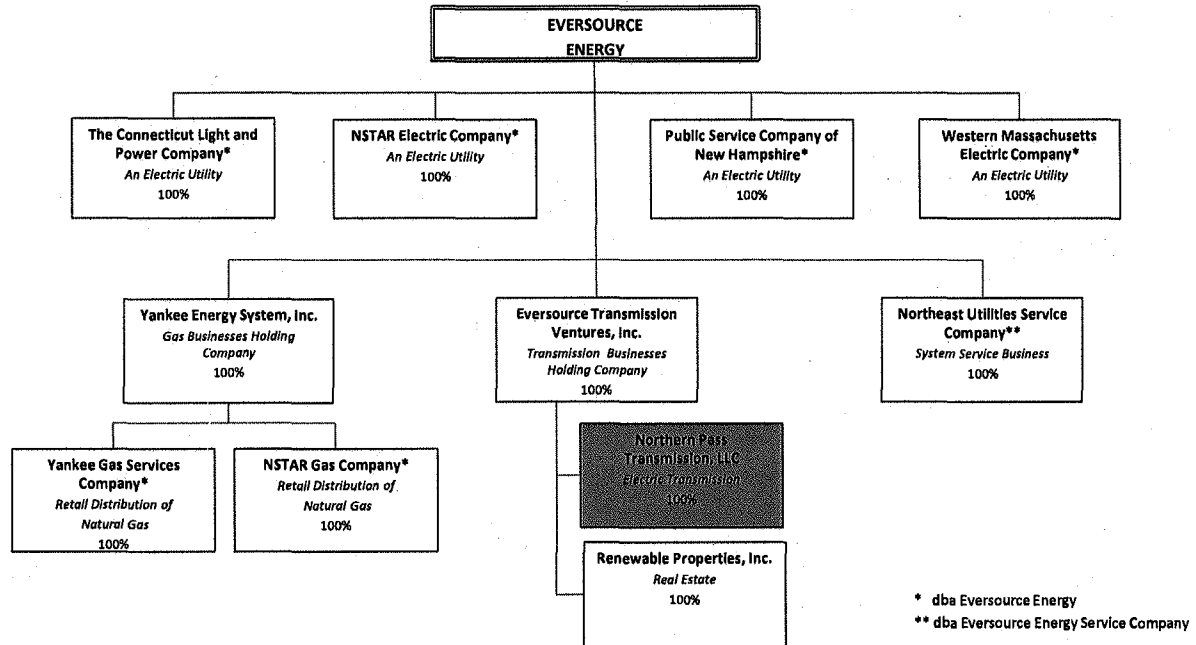 EVERSOURCE
ENERGY
The Connecticut Light and
Power Company*
An Electric Utility
100%
NSTAR Electric Company*
An Electric Utility
100%
Public Service Company of
New Hampshire*
An Electric Utility
100%
Western Massachusetts
Electric Company*
An Electric Utility
100%
Yankee Energy System, Inc.
Gas Businesses Holding
Company
100%
Eversource Transmission
Ventures, Inc.
Transmission Businesses
Holding Company
100%
Northeast Utilities Service
Company**
System Service Business
100%
Yankee Gas Services
Company*
Retail Distribution of
Natural Gas
100%
NSTAR Gas Company*
Retail Distribution of
Natural Gas
100%
Northern Pass
Transmission, LLC
Electric Transmission
100%
Renewable Properties, Inc.
Real Estate
100%
* dba Eversource Energy
** dba Eversource Energy Service Company